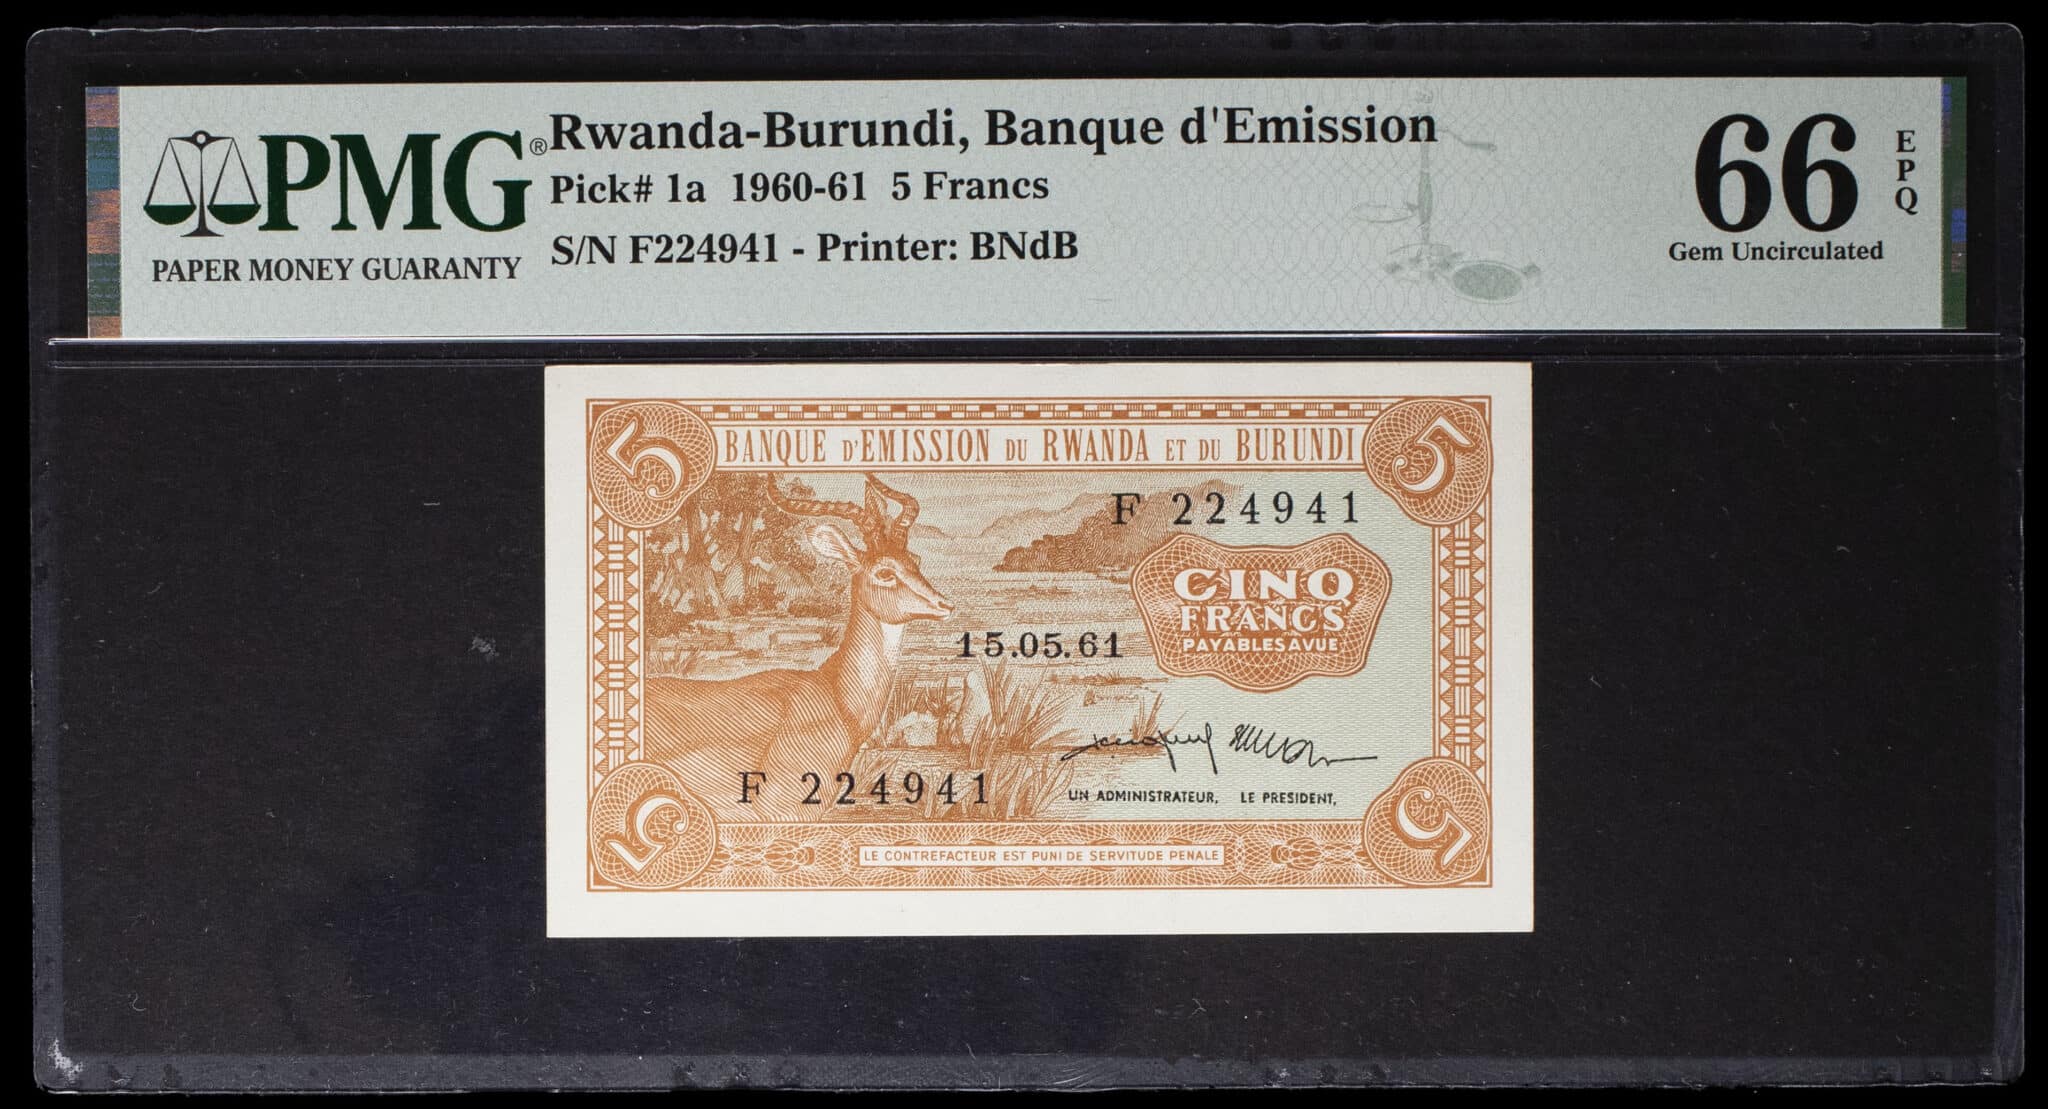 PMG®
PAPER MONEY GUARANTY
Rwanda-Burundi, Banque d'Emission
Pick# 1a 1960-61 5 Francs
S/N F224941 - Printer: BNdB
66
EPQ
Gem Uncirculated
5
BANQUE D'EMISSION DU RWANDA ET DU BURUNDI
5
F 224941
CINQ
FRANCS
PAYABLES A VUE
15.05.61
F 224941
UN ADMINISTRATEUR, LE PRESIDENT,
5
LE CONTREFACTEUR EST PUNI DE SERVITUDE PENALE
5